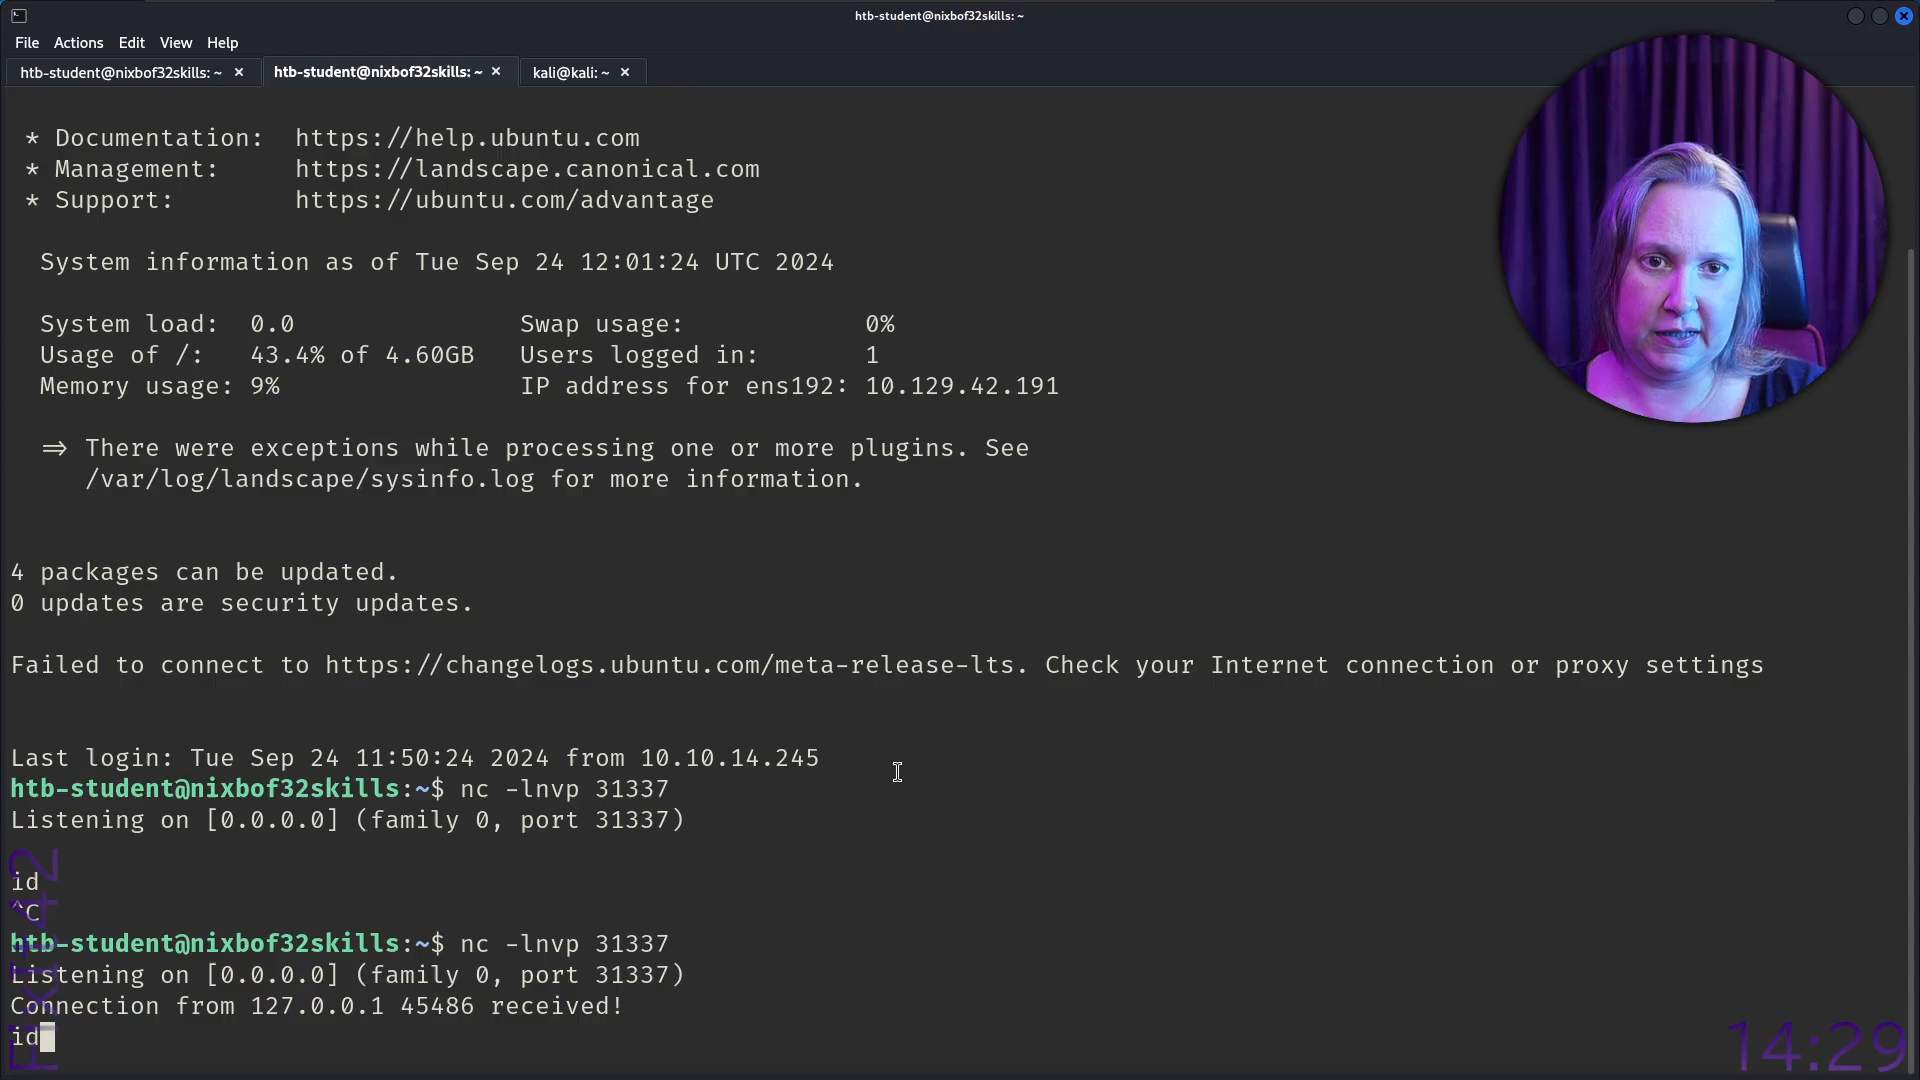 htb-student@nixbof32skills: ~
File Actions Edit View Help
htb-student@nixbof32skills: ~ × htb-student@nixbof32skills: ~ × kali@kali: ~ ×
* Documentation: https://help.ubuntu.com
* Management: https://landscape.canonical.com
* Support: https://ubuntu.com/advantage
System information as of Tue Sep 24 12:01:24 UTC 2024
System load: 0.0 Swap usage: 0%
Usage of /: 43.4% of 4.60GB Users logged in: 1
Memory usage: 9% IP address for ens192: 10.129.42.191
=> There were exceptions while processing one or more plugins. See
/var/log/landscape/sysinfo.log for more information.
4 packages can be updated.
0 updates are security updates.
Failed to connect to https://changelogs.ubuntu.com/meta-release-lts. Check your Internet connection or proxy settings
Last login: Tue Sep 24 11:50:24 2024 from 10.10.14.245
htb-student@nixbof32skills:~$ nc -lnvp 31337
Listening on [0.0.0.0] (family 0, port 31337)
id
^C
htb-student@nixbof32skills:~$ nc -lnvp 31337
Listening on [0.0.0.0] (family 0, port 31337)
Connection from 127.0.0.1 45486 received!
id
14:29